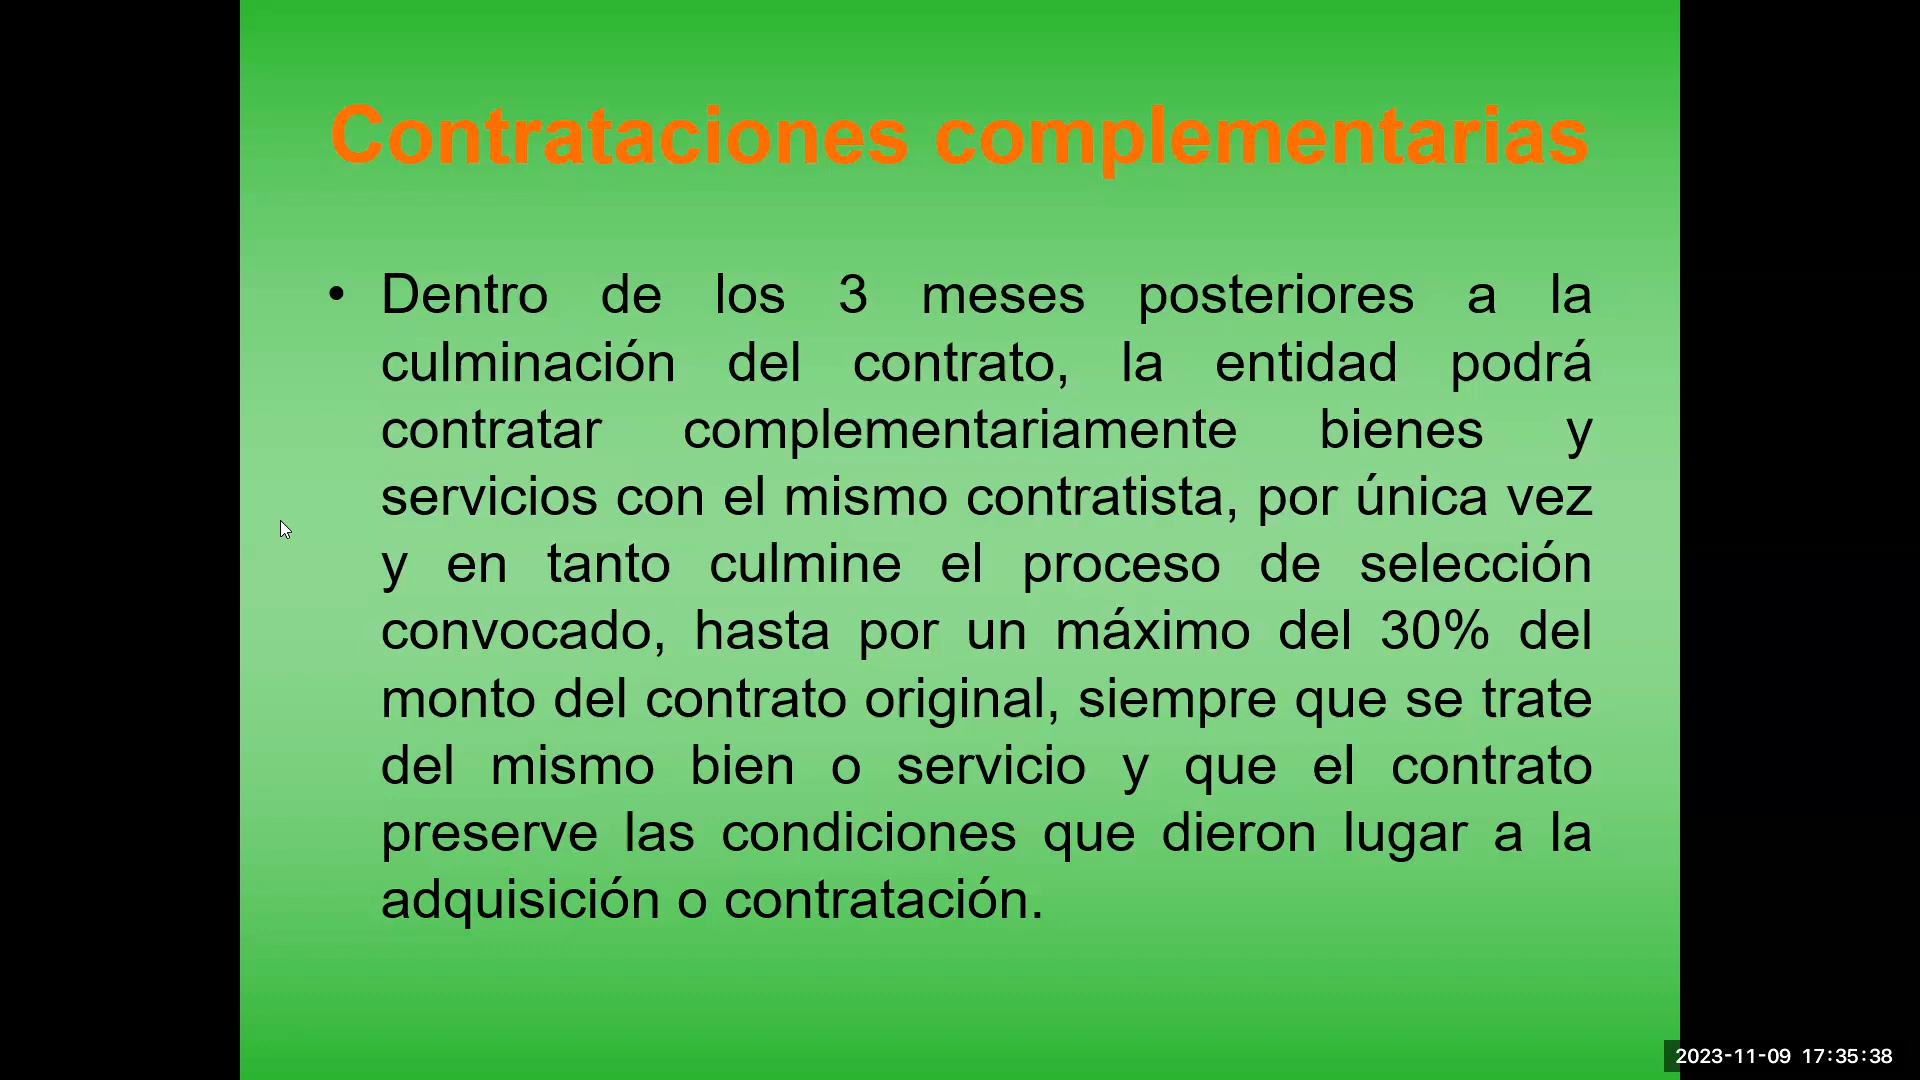 Contrataciones complementarias
• Dentro de los 3 meses posteriores a la
culminación del contrato, la entidad podrá
contratar complementariamente bienes y
servicios con el mismo contratista, por única vez
y en tanto culmine el proceso de selección
convocado, hasta por un máximo del 30% del
monto del contrato original, siempre que se trate
del mismo bien o servicio y que el contrato
preserve las condiciones que dieron lugar a la
adquisición o contratación.
2023-11-09 17:35:38